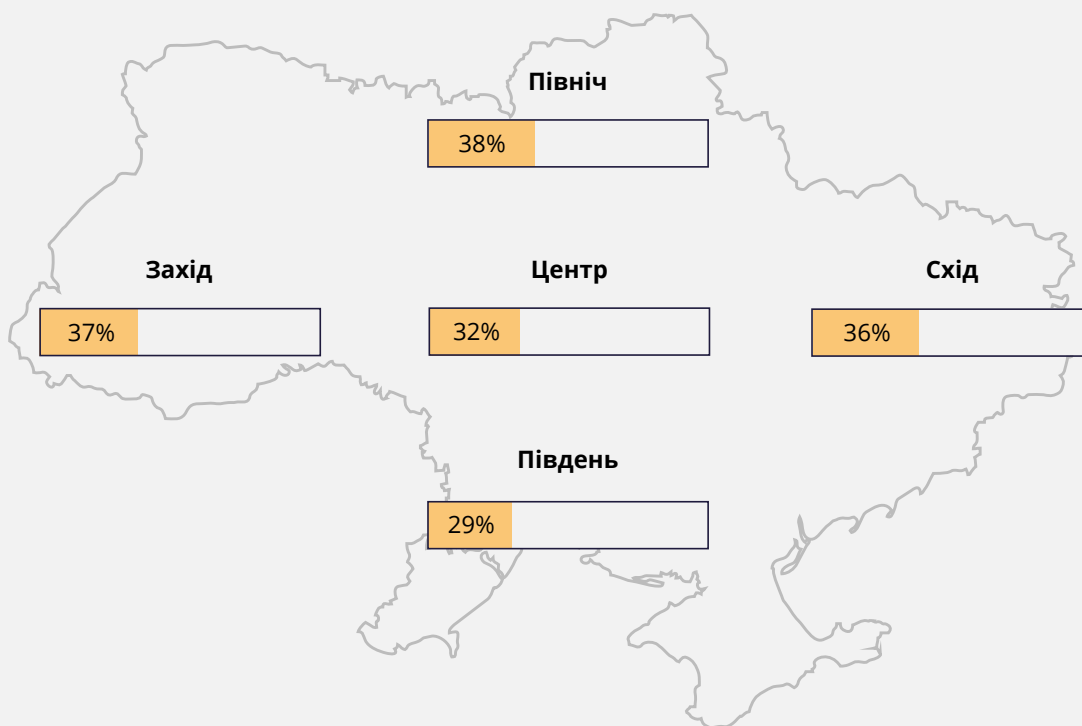 Північ
38%
Захід
37%
Центр
32%
Схід
36%
Південь
29%